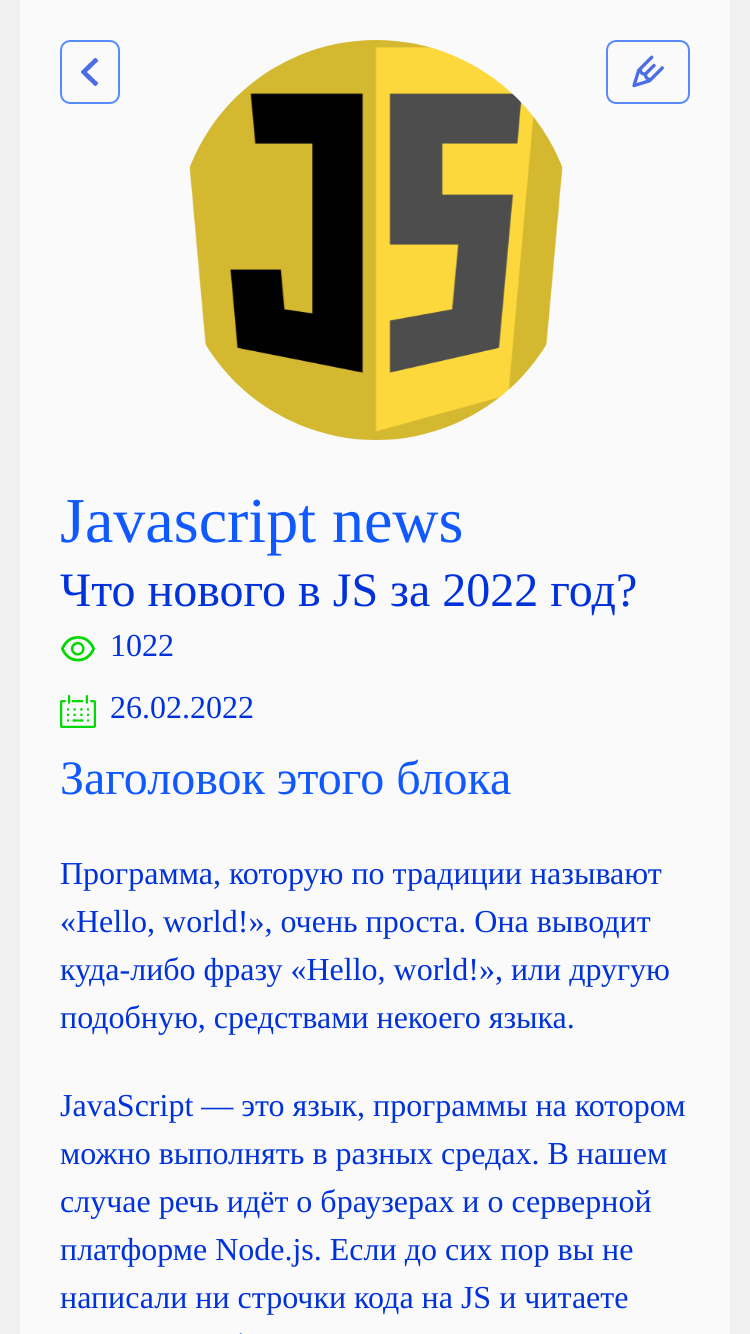 JS
Javascript news
Что нового в JS за 2022 год?
1022
26.02.2022
Заголовок этого блока
Программа, которую по традиции называют
«Hello, world!», очень проста. Она выводит
куда-либо фразу «Hello, world!», или другую
подобную, средствами некоего языка.
JavaScript — это язык, программы на котором
можно выполнять в разных средах. В нашем
случае речь идёт о браузерах и о серверной
платформе Node.js. Если до сих пор вы не
написали ни строчки кода на JS и читаете